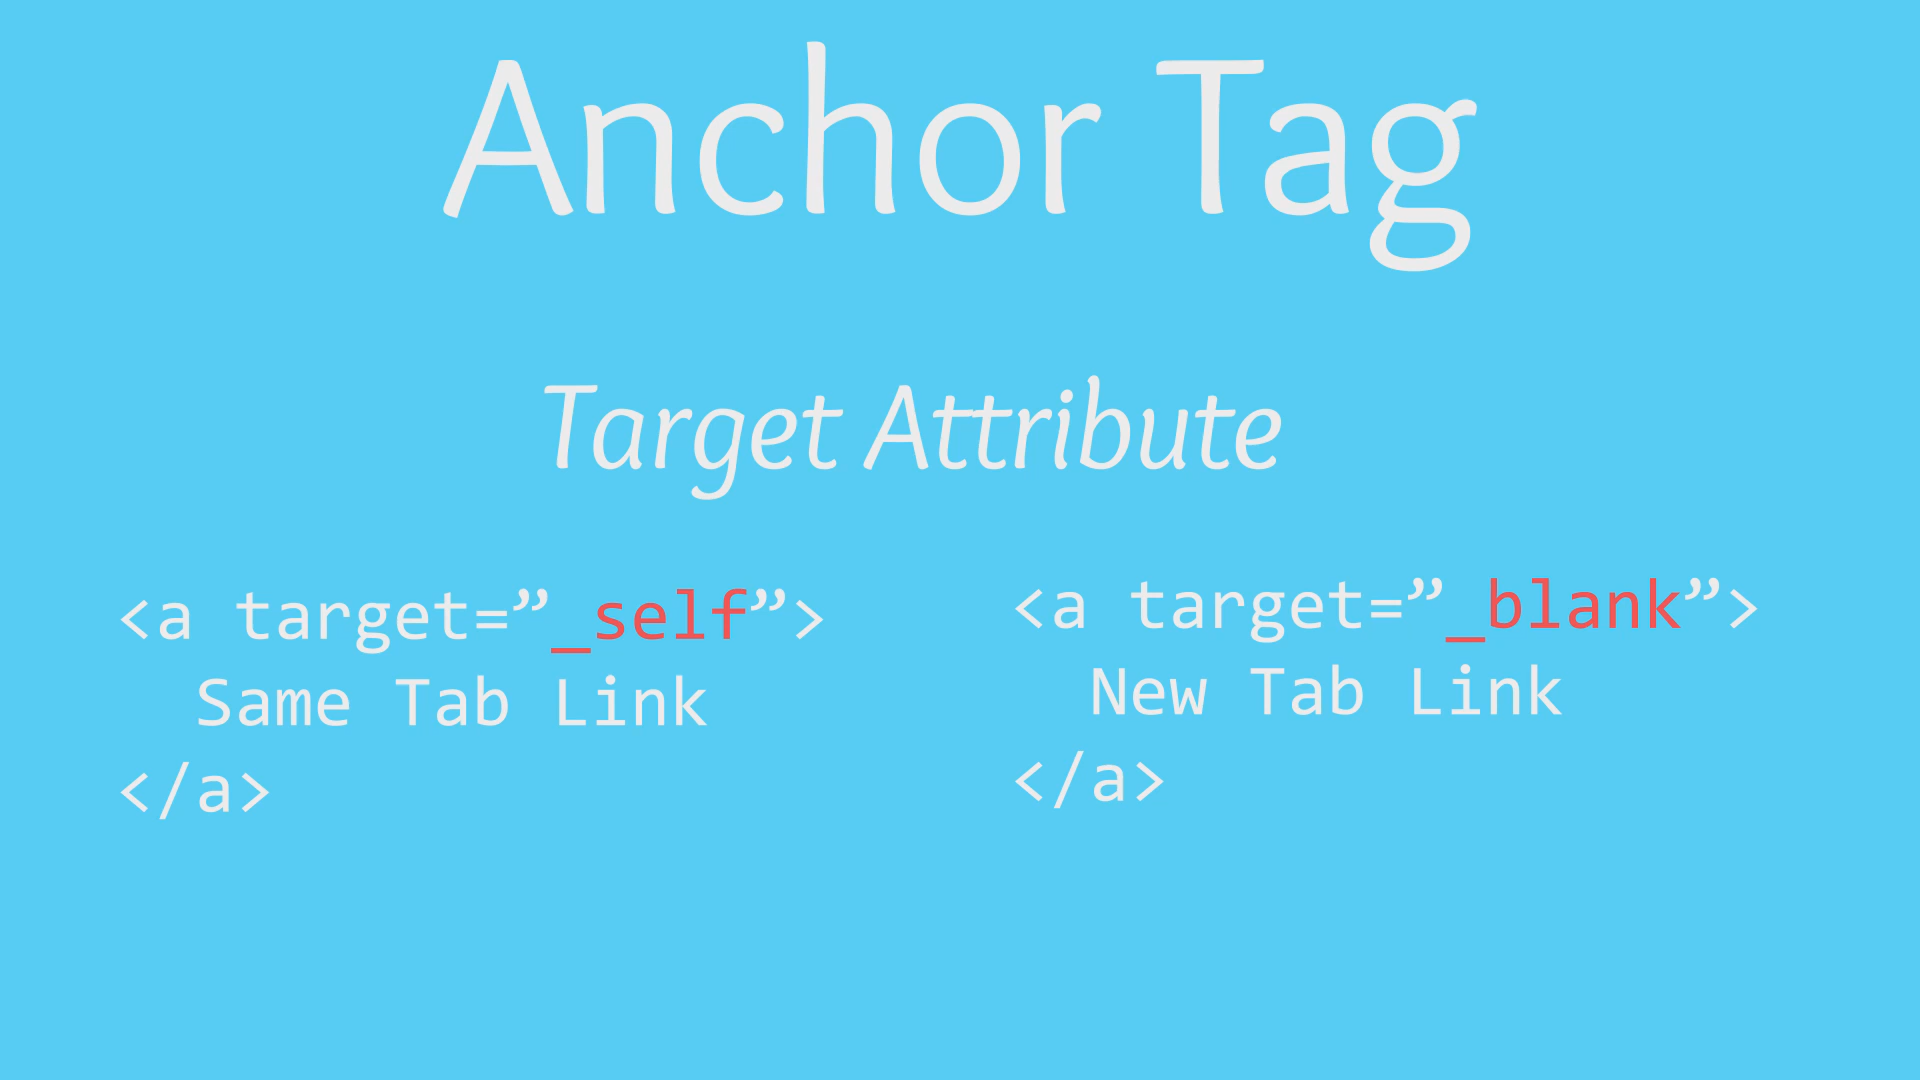 Anchor Tag
Target Attribute
<a target=”_self”>
Same Tab Link
</a>
<a target=”_blank”>
New Tab Link
</a>